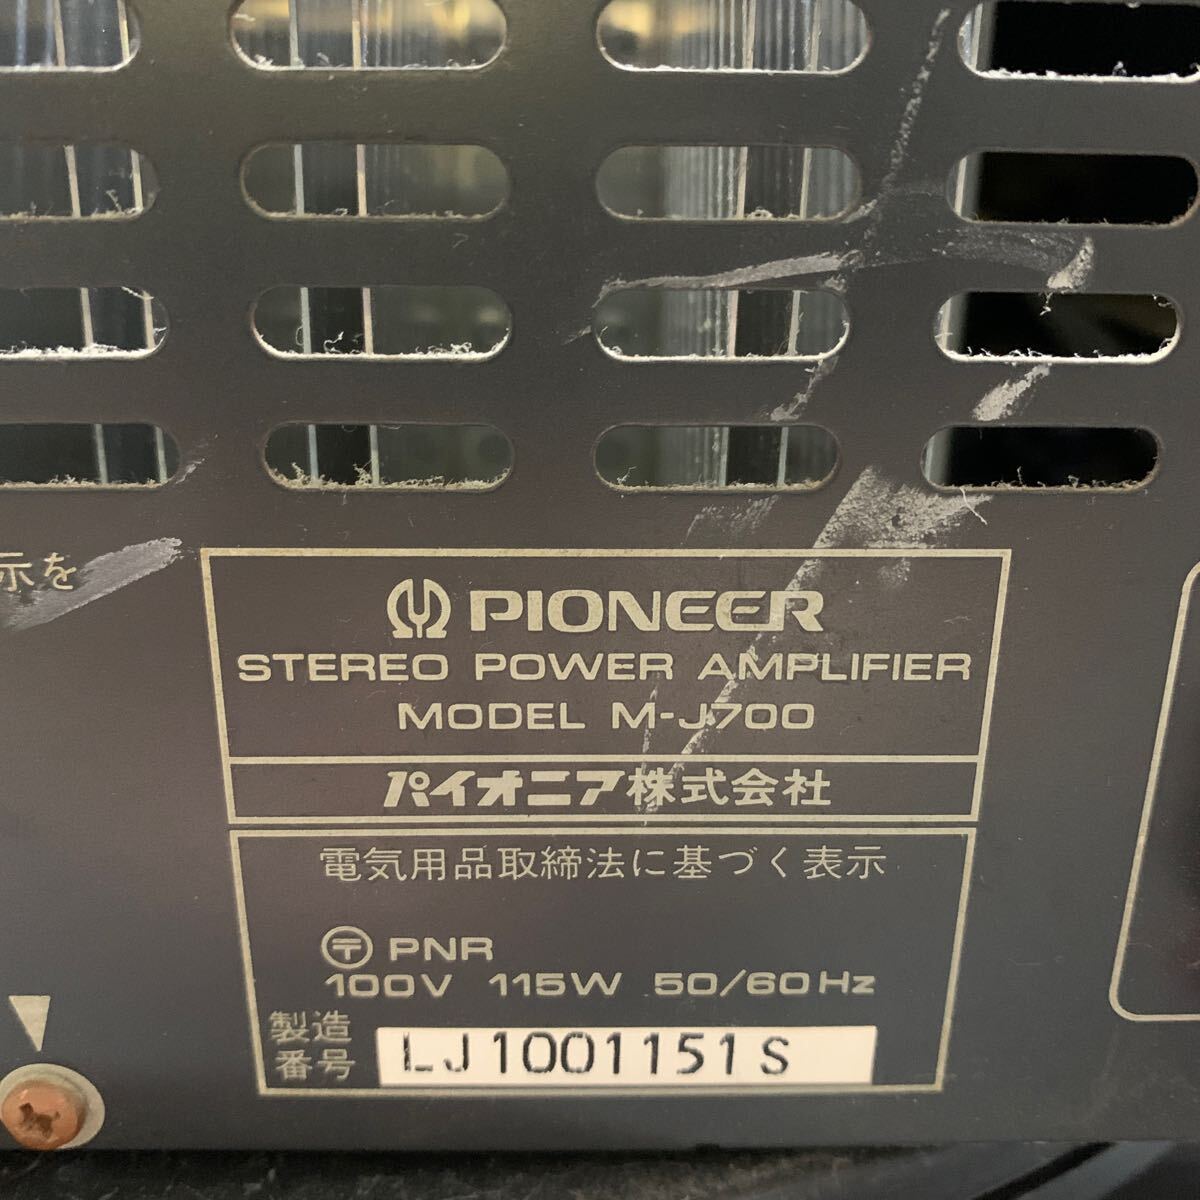 示を
PIONEER
STEREO POWER AMPLIFIER
MODEL M-J700
パイオニア株式会社
電気用品取締法に基づく表示
〶 PNR
100V 115W 50/60Hz
製造番号 LJ1001151S